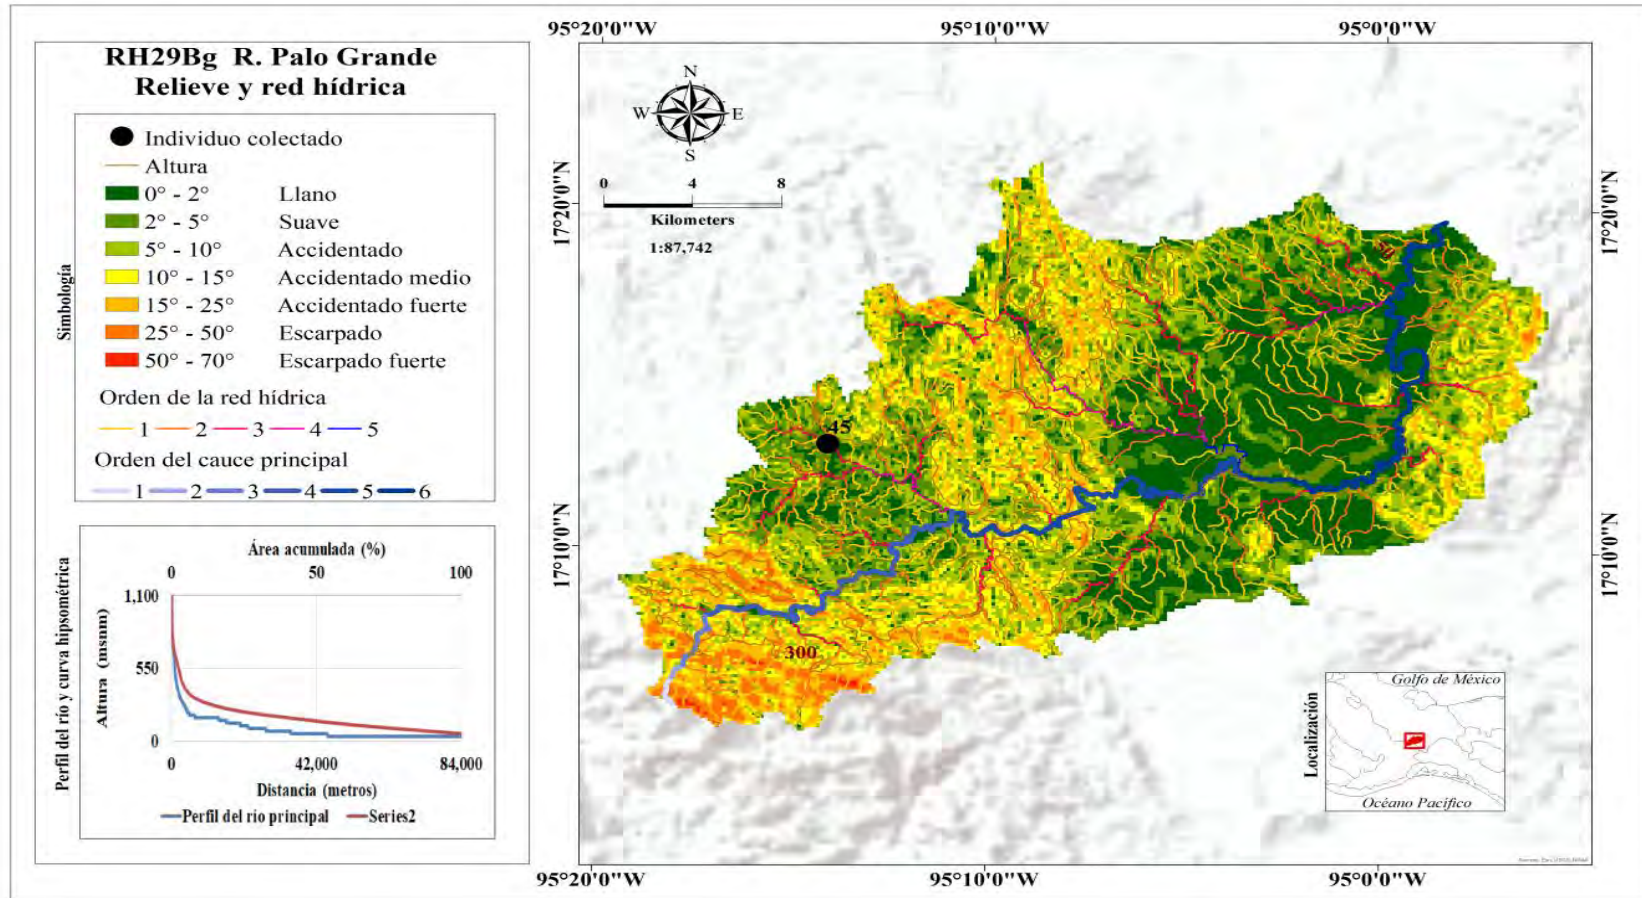 RH29Bg R. Palo Grande
Relieve y red hídrica
Simbología
Individuo colectado
Altura
0° - 2° Llano
2° - 5° Suave
5° - 10° Accidentado
10° - 15° Accidentado medio
15° - 25° Accidentado fuerte
25° - 50° Escarpado
50° - 70° Escarpado fuerte
Orden de la red hídrica
1 2 3 4 5
Orden del cauce principal
1 2 3 4 5 6
Perfil del río y curva hipsométrica
Área acumulada (%)
0 50 100
Altura (msnm)
1,100
550
0
0 42,000 84,000
Distancia (metros)
Perfil del rio principal Series2
95°20'0"W 95°10'0"W 95°0'0"W
N
W E
S
0 4 8
Kilometers
1:87,742
17°20'0"N
17°20'0"N
17°10'0"N
17°10'0"N
45
300
Localización
Golfo de México
Océano Pacífico
95°20'0"W 95°10'0"W 95°0'0"W